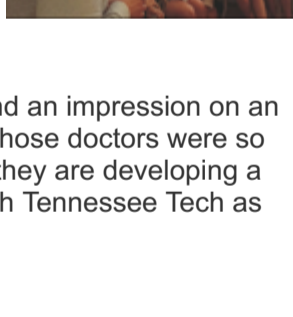 d an impression on an
hose doctors were so
they are developing a
h Tennessee Tech as